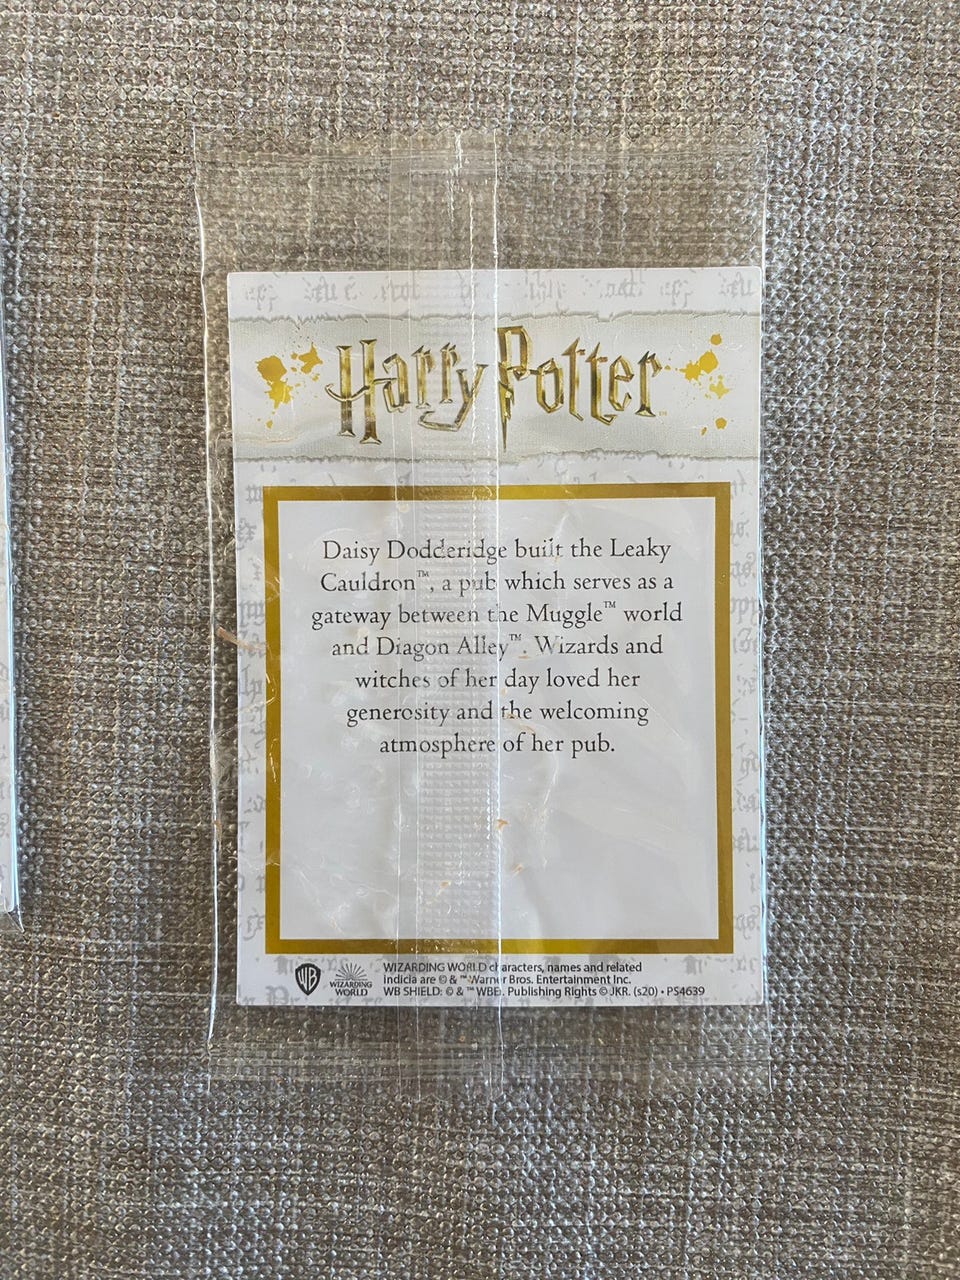 Harry Potter™
Daisy Dodderidge built the Leaky
Cauldron™, a pub which serves as a
gateway between the Muggle™ world
and Diagon Alley™. Wizards and
witches of her day loved her
generosity and the welcoming
atmosphere of her pub.
WB
WIZARDING
WORLD
WIZARDING WORLD characters, names and related
indicia are © & ™ Warner Bros. Entertainment Inc.
WB SHIELD: © & ™ WBEI. Publishing Rights © JKR. (s20) • PS4639